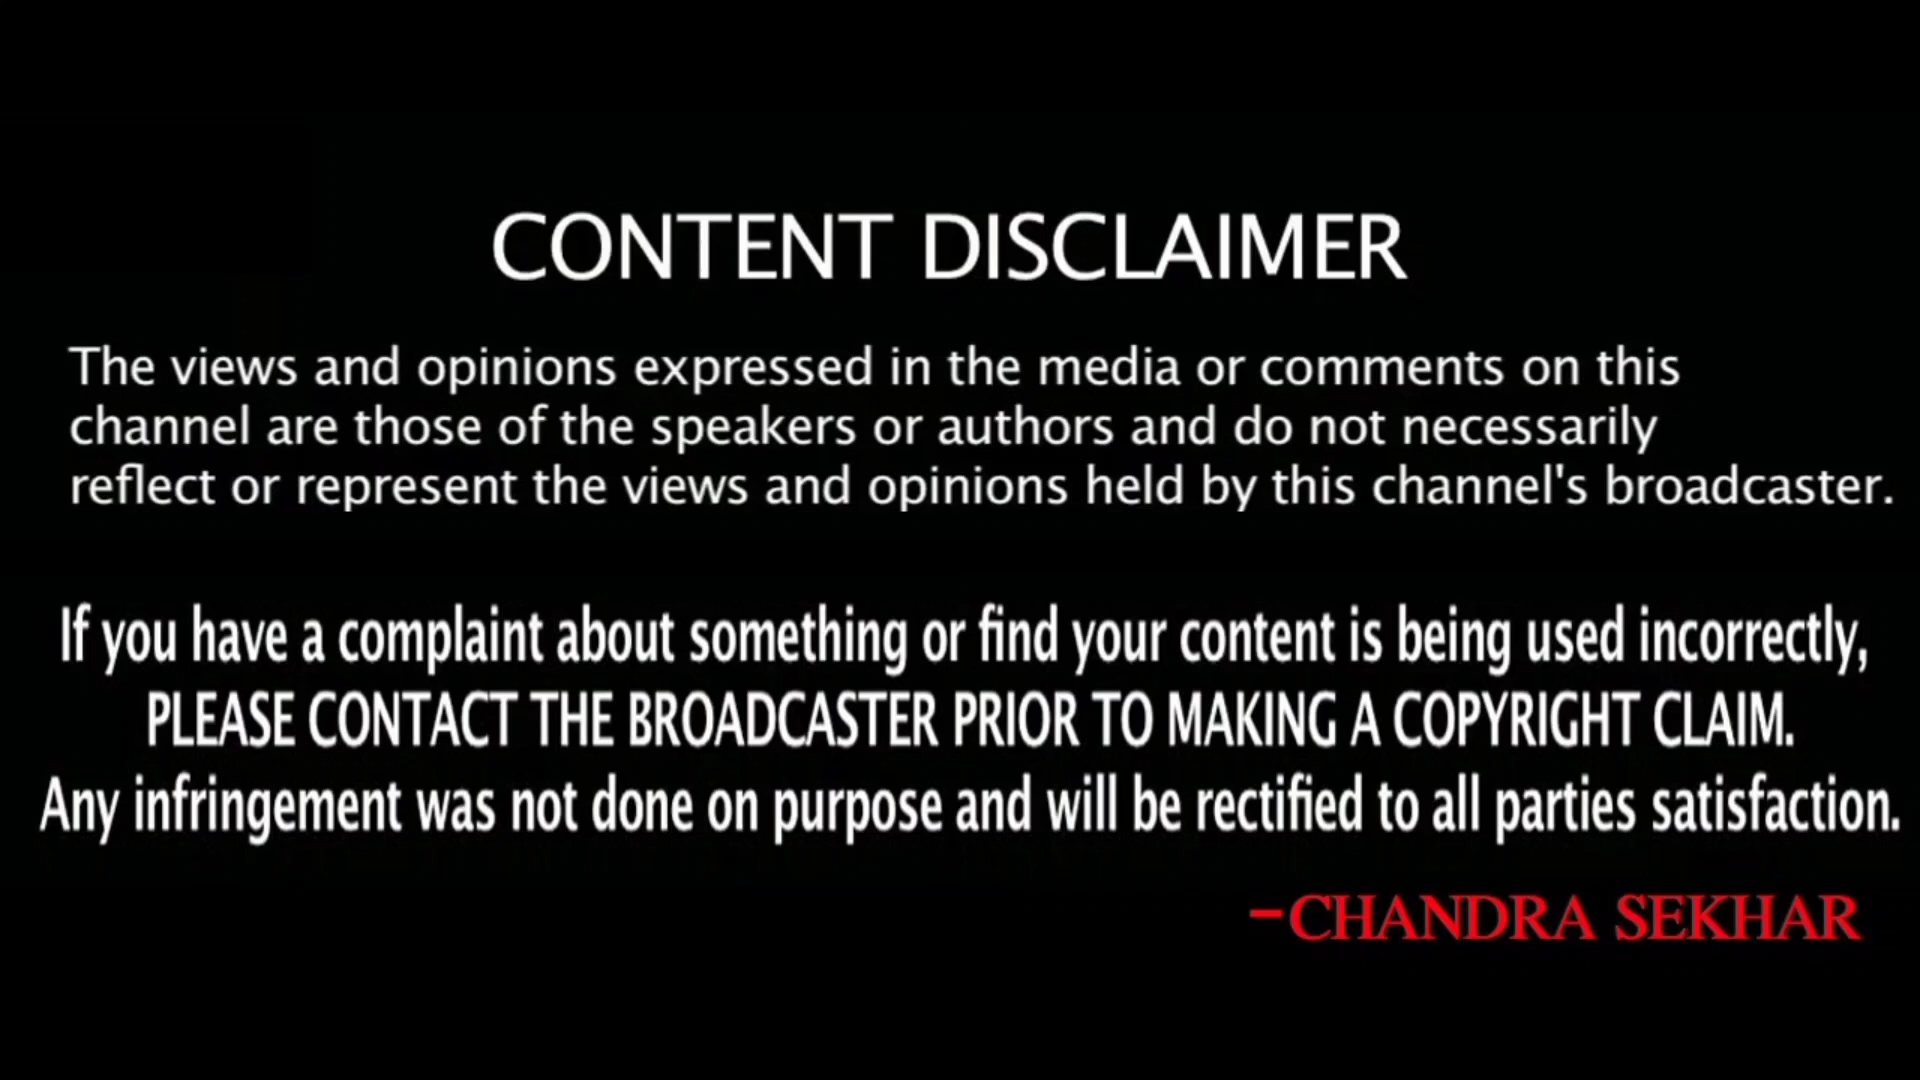 CONTENT DISCLAIMER
The views and opinions expressed in the media or comments on this
channel are those of the speakers or authors and do not necessarily
reflect or represent the views and opinions held by this channel's broadcaster.
If you have a complaint about something or find your content is being used incorrectly,
PLEASE CONTACT THE BROADCASTER PRIOR TO MAKING A COPYRIGHT CLAIM.
Any infringement was not done on purpose and will be rectified to all parties satisfaction.
-CHANDRA SEKHAR